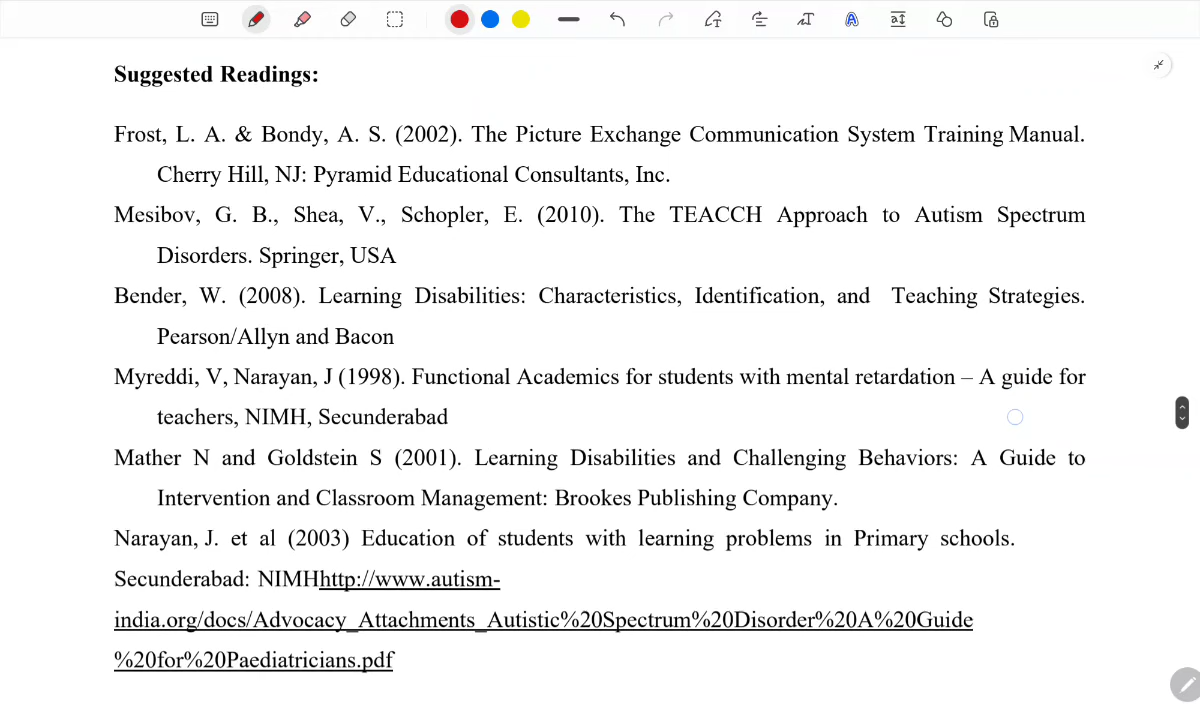 Suggested Readings:
Frost, L. A. & Bondy, A. S. (2002). The Picture Exchange Communication System Training Manual.
Cherry Hill, NJ: Pyramid Educational Consultants, Inc.
Mesibov, G. B., Shea, V., Schopler, E. (2010). The TEACCH Approach to Autism Spectrum
Disorders. Springer, USA
Bender, W. (2008). Learning Disabilities: Characteristics, Identification, and Teaching Strategies.
Pearson/Allyn and Bacon
Myreddi, V, Narayan, J (1998). Functional Academics for students with mental retardation – A guide for
teachers, NIMH, Secunderabad
Mather N and Goldstein S (2001). Learning Disabilities and Challenging Behaviors: A Guide to
Intervention and Classroom Management: Brookes Publishing Company.
Narayan, J. et al (2003) Education of students with learning problems in Primary schools.
Secunderabad: NIMHhttp://www.autism-
india.org/docs/Advocacy_Attachments_Autistic%20Spectrum%20Disorder%20A%20Guide
%20for%20Paediatricians.pdf